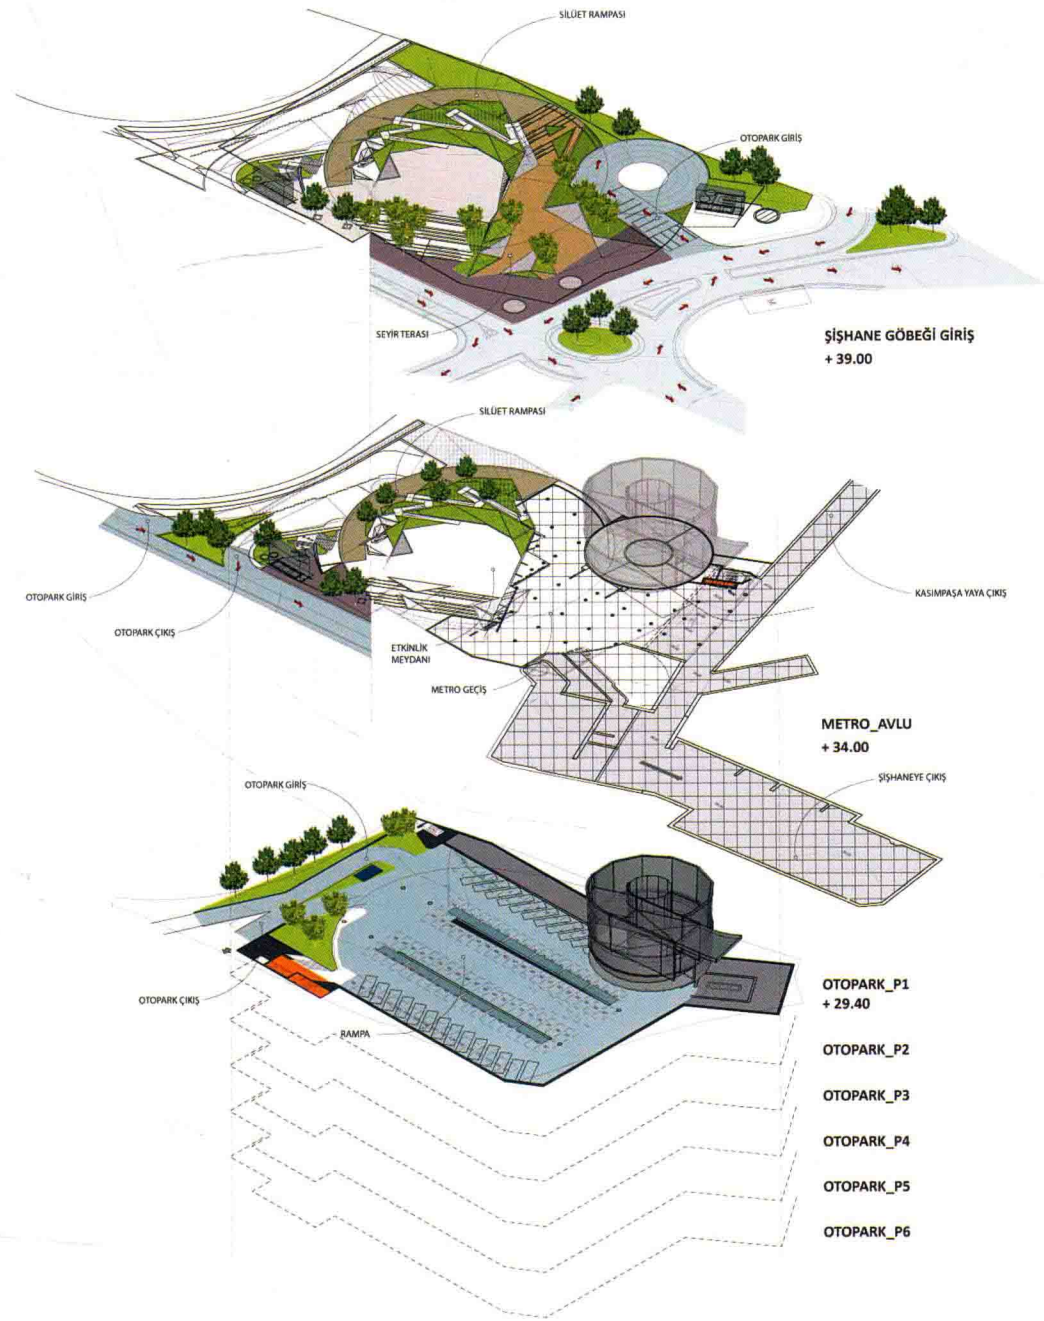 SİLÜET RAMPASI
OTOPARK GİRİŞ
SEYİR TERASI
ŞİŞHANE GÖBEĞİ GİRİŞ
+ 39.00
SİLÜET RAMPASI
OTOPARK GİRİŞ
OTOPARK ÇIKIŞ
ETKİNLİK
MEYDANI
METRO GEÇİŞ
KASIMPAŞA YAYA ÇIKIŞ
METRO_AVLU
+ 34.00
ŞİŞHANEYE ÇIKIŞ
OTOPARK GİRİŞ
OTOPARK ÇIKIŞ
RAMPA
OTOPARK_P1
+ 29.40
OTOPARK_P2
OTOPARK_P3
OTOPARK_P4
OTOPARK_P5
OTOPARK_P6